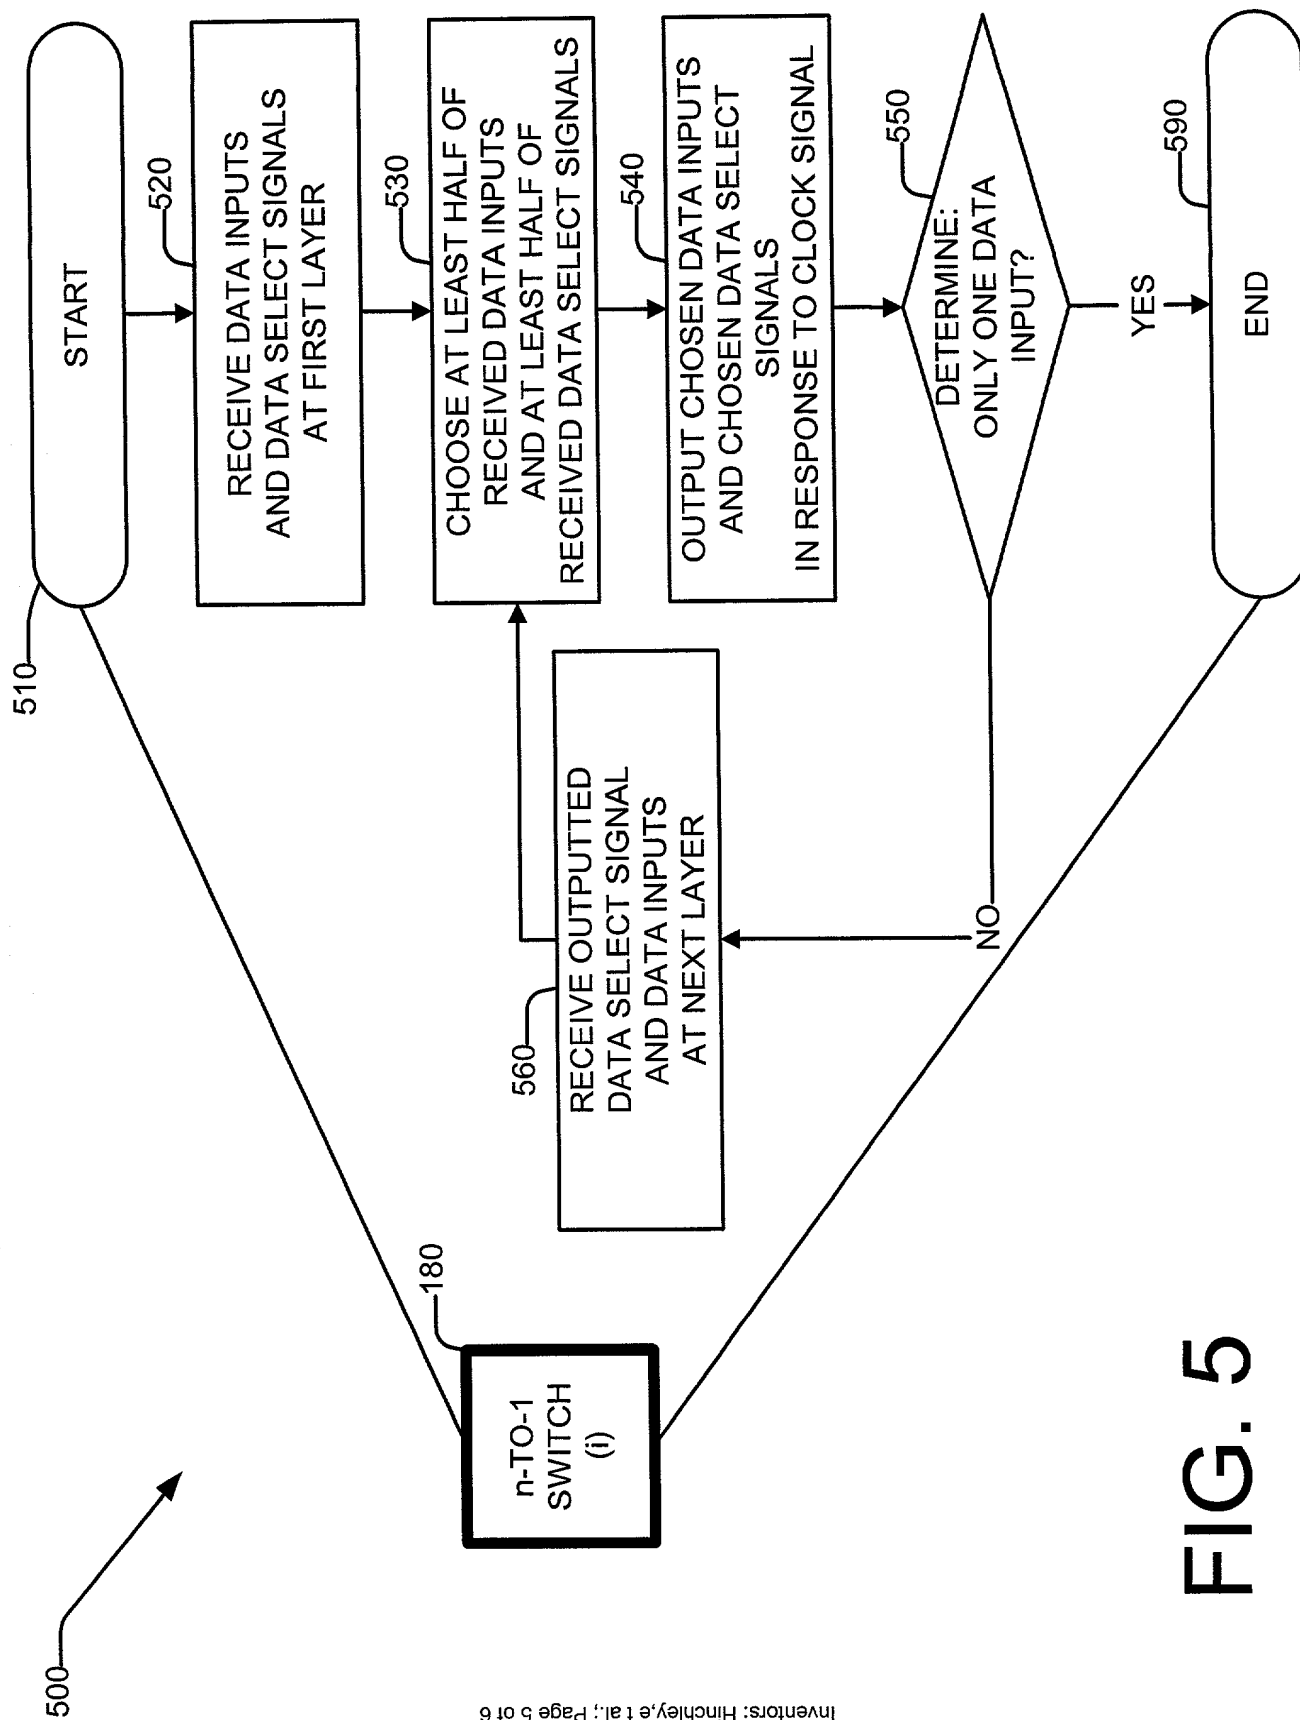 500
510
START
520
RECEIVE DATA INPUTS
AND DATA SELECT SIGNALS
AT FIRST LAYER
530
CHOOSE AT LEAST HALF OF
RECEIVED DATA INPUTS
AND AT LEAST HALF OF
RECEIVED DATA SELECT SIGNALS
540
OUTPUT CHOSEN DATA INPUTS
AND CHOSEN DATA SELECT
SIGNALS
IN RESPONSE TO CLOCK SIGNAL
550
DETERMINE:
ONLY ONE DATA
INPUT?
NO
YES
560
RECEIVE OUTPUTTED
DATA SELECT SIGNAL
AND DATA INPUTS
AT NEXT LAYER
590
END
180
n-TO-1
SWITCH
(i)
FIG. 5
Inventors: Hinchley,e t al.; Page 5 of 6